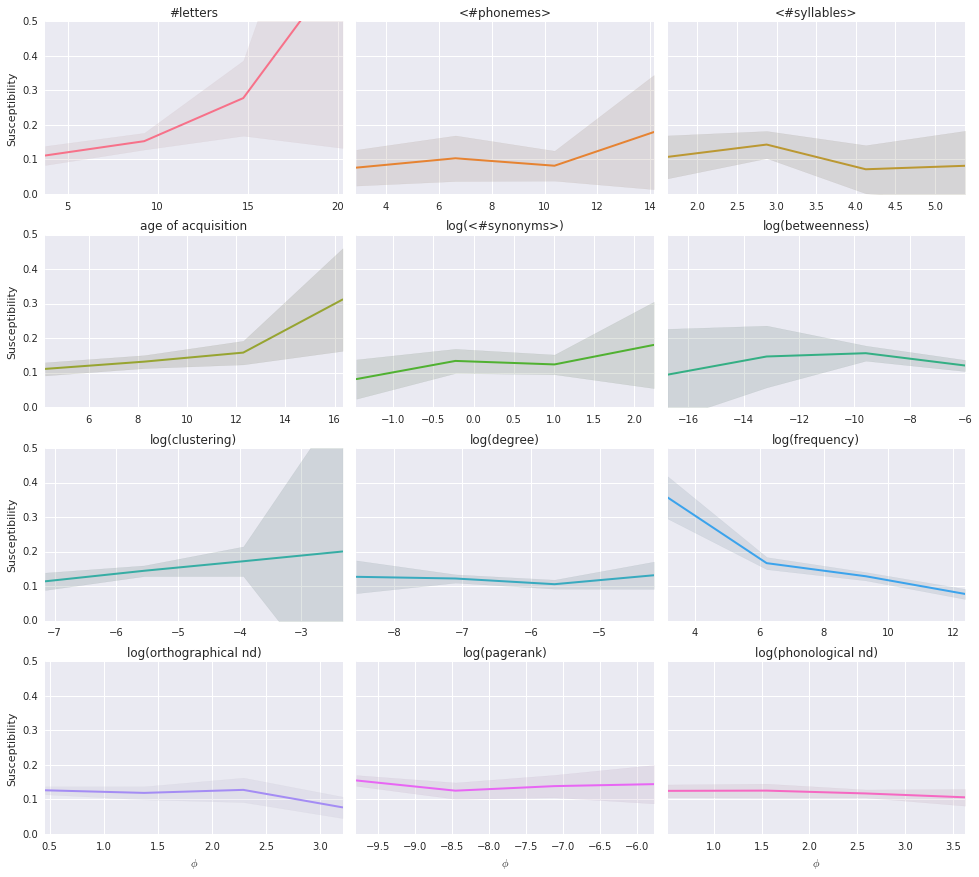 #letters <#phonemes> <#syllables>
0.5
0.4
0.3
0.2
0.1
0.0
Susceptibility
5 10 15 20 4 6 8 10 12 14 2.0 2.5 3.0 3.5 4.0 4.5 5.0
age of acquisition log(<#synonyms>) log(betweenness)
0.5
0.4
0.3
0.2
0.1
0.0
Susceptibility
6 8 10 12 14 16 −1.0 −0.5 0.0 0.5 1.0 1.5 2.0 −16 −14 −12 −10 −8 −6
log(clustering) log(degree) log(frequency)
0.5
0.4
0.3
0.2
0.1
0.0
Susceptibility
−7 −6 −5 −4 −3 −8 −7 −6 −5 4 6 8 10 12
log(orthographical nd) log(pagerank) log(phonological nd)
0.5
0.4
0.3
0.2
0.1
0.0
Susceptibility
0.5 1.0 1.5 2.0 2.5 3.0 −9.5 −9.0 −8.5 −8.0 −7.5 −7.0 −6.5 −6.0 1.0 1.5 2.0 2.5 3.0 3.5
ϕ ϕ ϕ